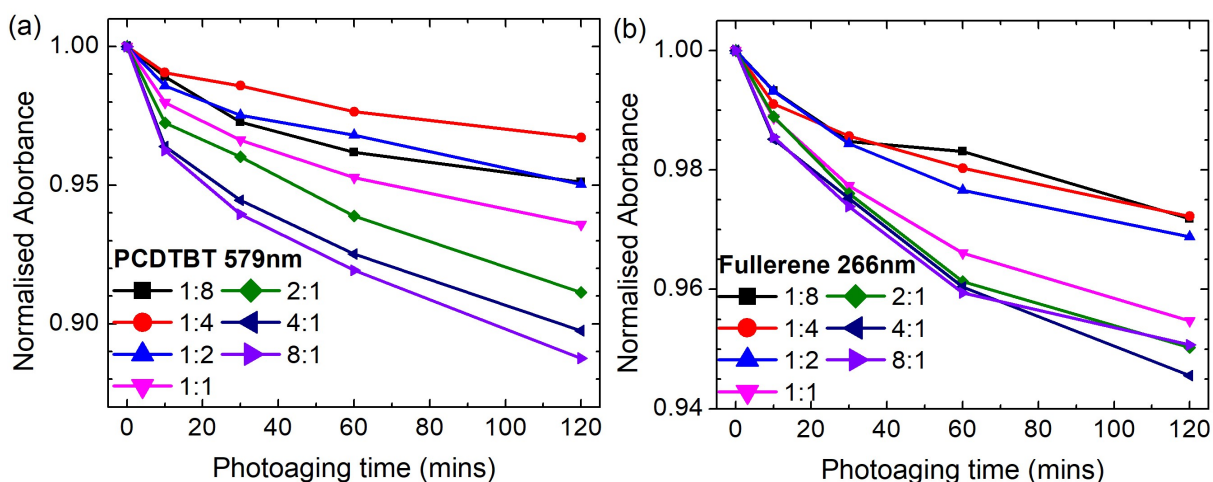 (a)
1.00
0.95
0.90
Normalised Aborbance
PCDTBT 579nm
1:8 2:1
1:4 4:1
1:2 8:1
1:1
0 20 40 60 80 100 120
Photoaging time (mins)
(b)
1.00
0.98
0.96
0.94
Normalised Aborbance
Fullerene 266nm
1:8 2:1
1:4 4:1
1:2 8:1
1:1
0 20 40 60 80 100 120
Photoaging time (mins)